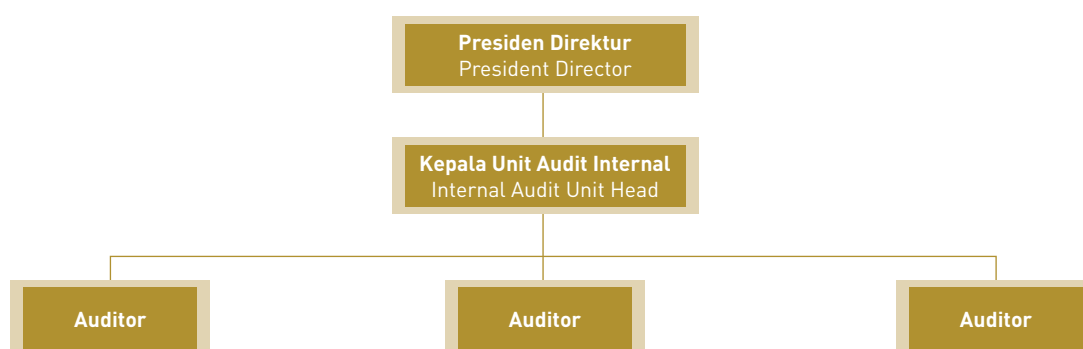 Presiden Direktur
President Director
Kepala Unit Audit Internal
Internal Audit Unit Head
Auditor
Auditor
Auditor